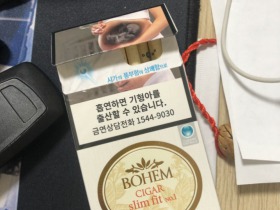 흡연하면 기형아를
출산할 수 있습니다.
금연상담전화 1544-9030
BOHEM
CIGAR
slim fit